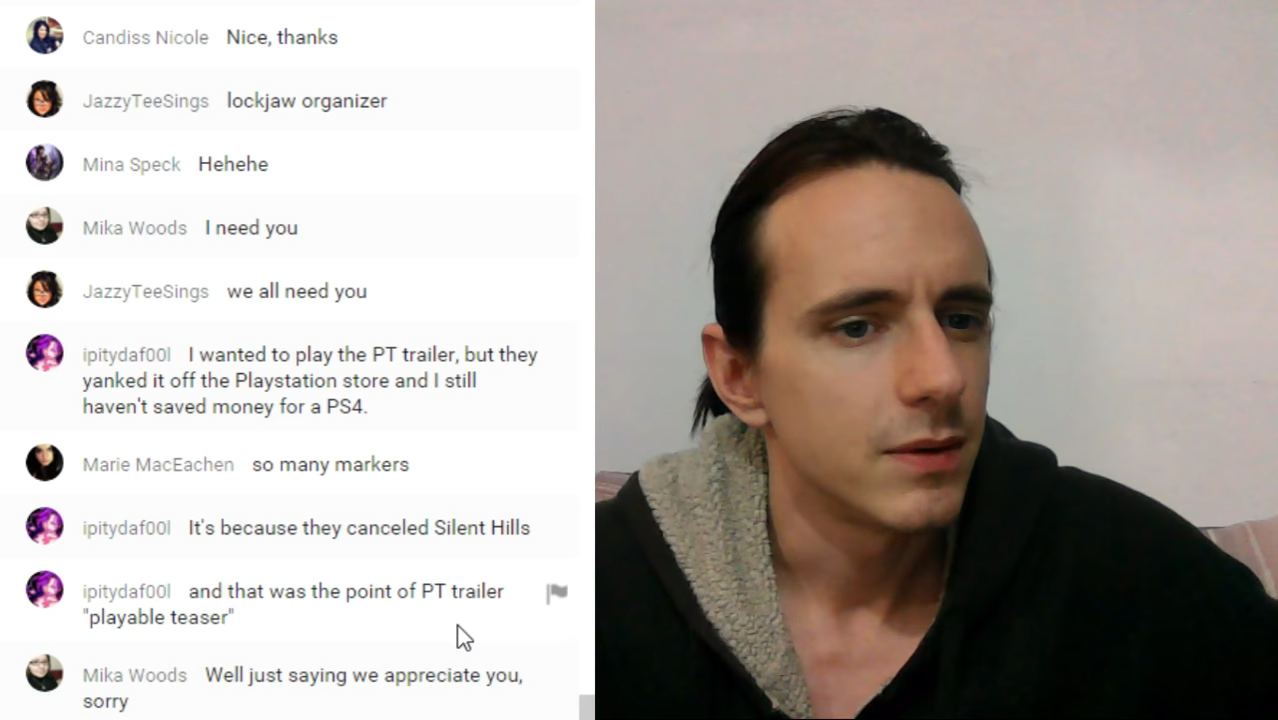 Candiss Nicole Nice, thanks
JazzyTeeSings lockjaw organizer
Mina Speck Hehehe
Mika Woods I need you
JazzyTeeSings we all need you
ipitydaf00l I wanted to play the PT trailer, but they
yanked it off the Playstation store and I still
haven't saved money for a PS4.
Marie MacEachen so many markers
ipitydaf00l It's because they canceled Silent Hills
ipitydaf00l and that was the point of PT trailer
"playable teaser"
Mika Woods Well just saying we appreciate you,
sorry